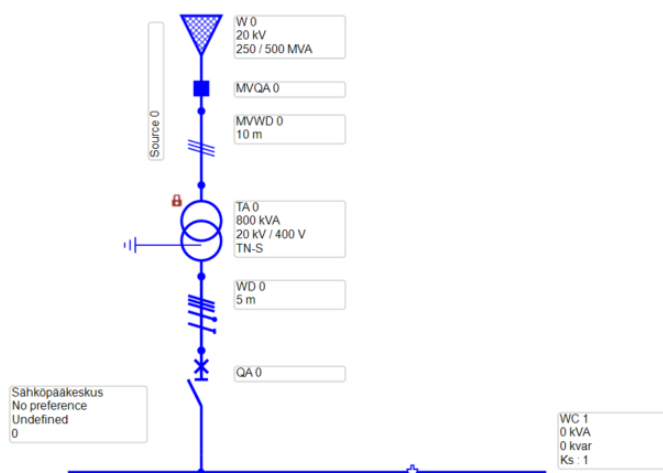 W 0
20 kV
250 / 500 MVA
Source 0
MVQA 0
MVWD 0
10 m
TA 0
800 kVA
20 kV / 400 V
TN-S
WD 0
5 m
QA 0
Sähköpääkeskus
No preference
Undefined
0
WC 1
0 kVA
0 kvar
Ks : 1